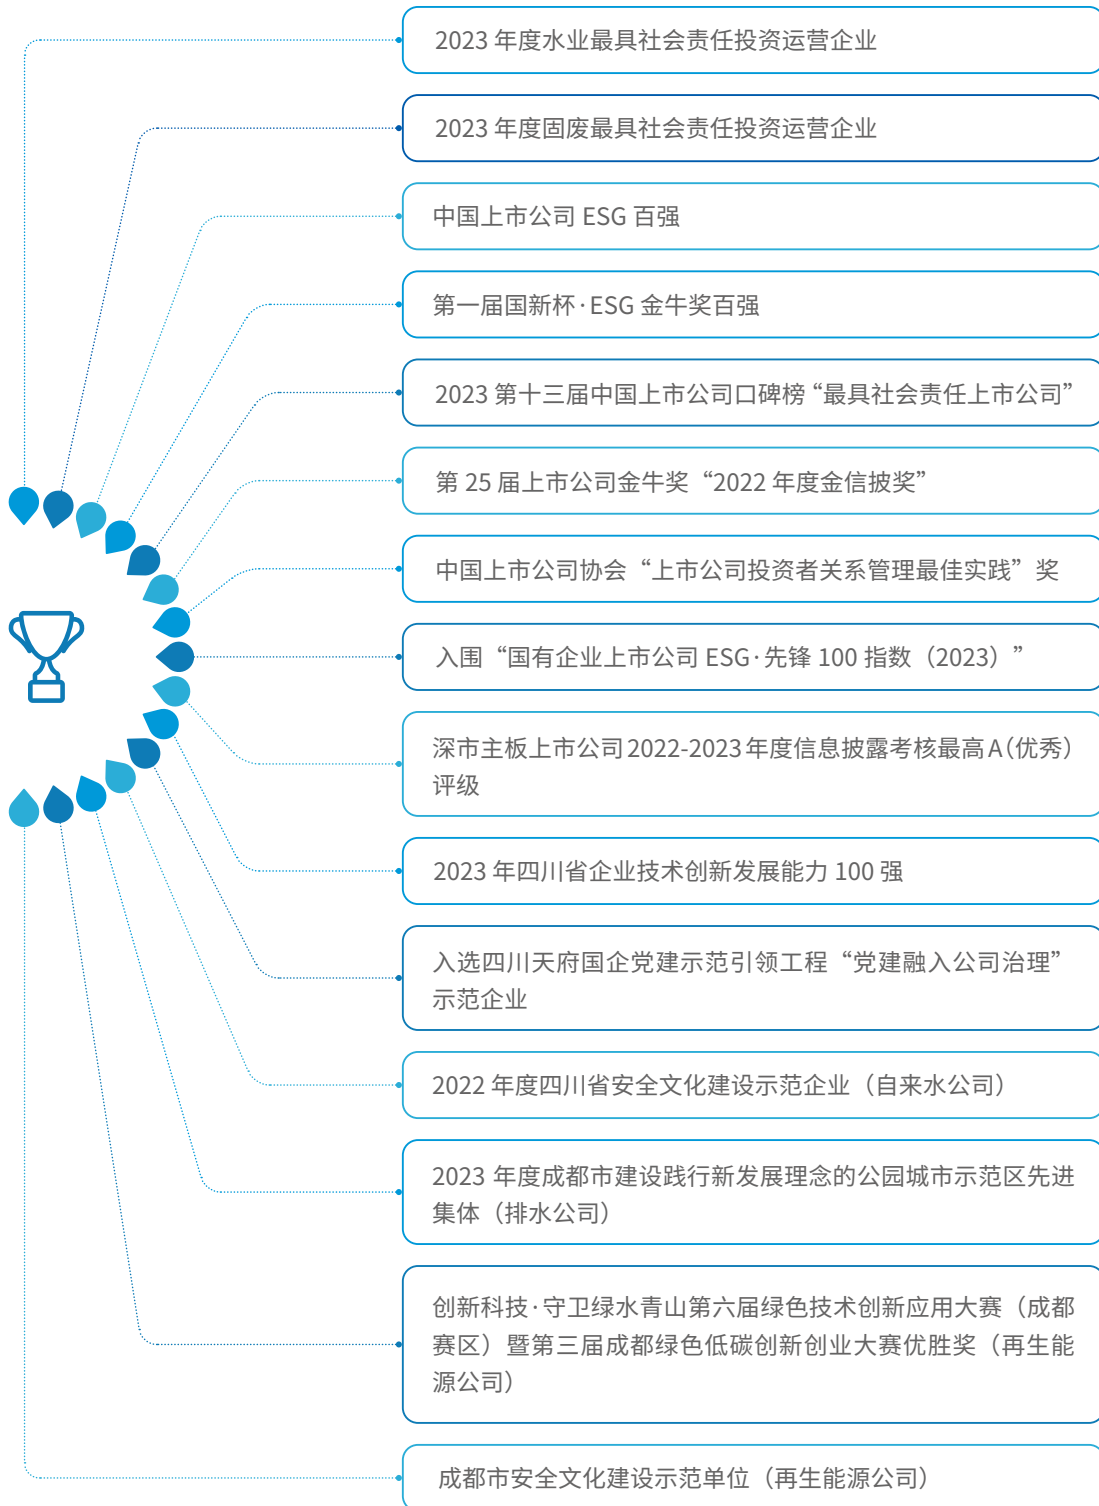 2023 年度水业最具社会责任投资运营企业
2023 年度固废最具社会责任投资运营企业
中国上市公司 ESG 百强
第一届国新杯·ESG 金牛奖百强
2023 第十三届中国上市公司口碑榜“最具社会责任上市公司”
第 25 届上市公司金牛奖“2022 年度金信披奖”
中国上市公司协会“上市公司投资者关系管理最佳实践”奖
入围“国有企业上市公司 ESG·先锋 100 指数（2023）”
深市主板上市公司2022-2023年度信息披露考核最高A（优秀）
评级
2023 年四川省企业技术创新发展能力 100 强
入选四川天府国企党建示范引领工程“党建融入公司治理”
示范企业
2022 年度四川省安全文化建设示范企业（自来水公司）
2023 年度成都市建设践行新发展理念的公园城市示范区先进
集体（排水公司）
创新科技·守卫绿水青山第六届绿色技术创新应用大赛（成都
赛区）暨第三届成都绿色低碳创新创业大赛优胜奖（再生能
源公司）
成都市安全文化建设示范单位（再生能源公司）